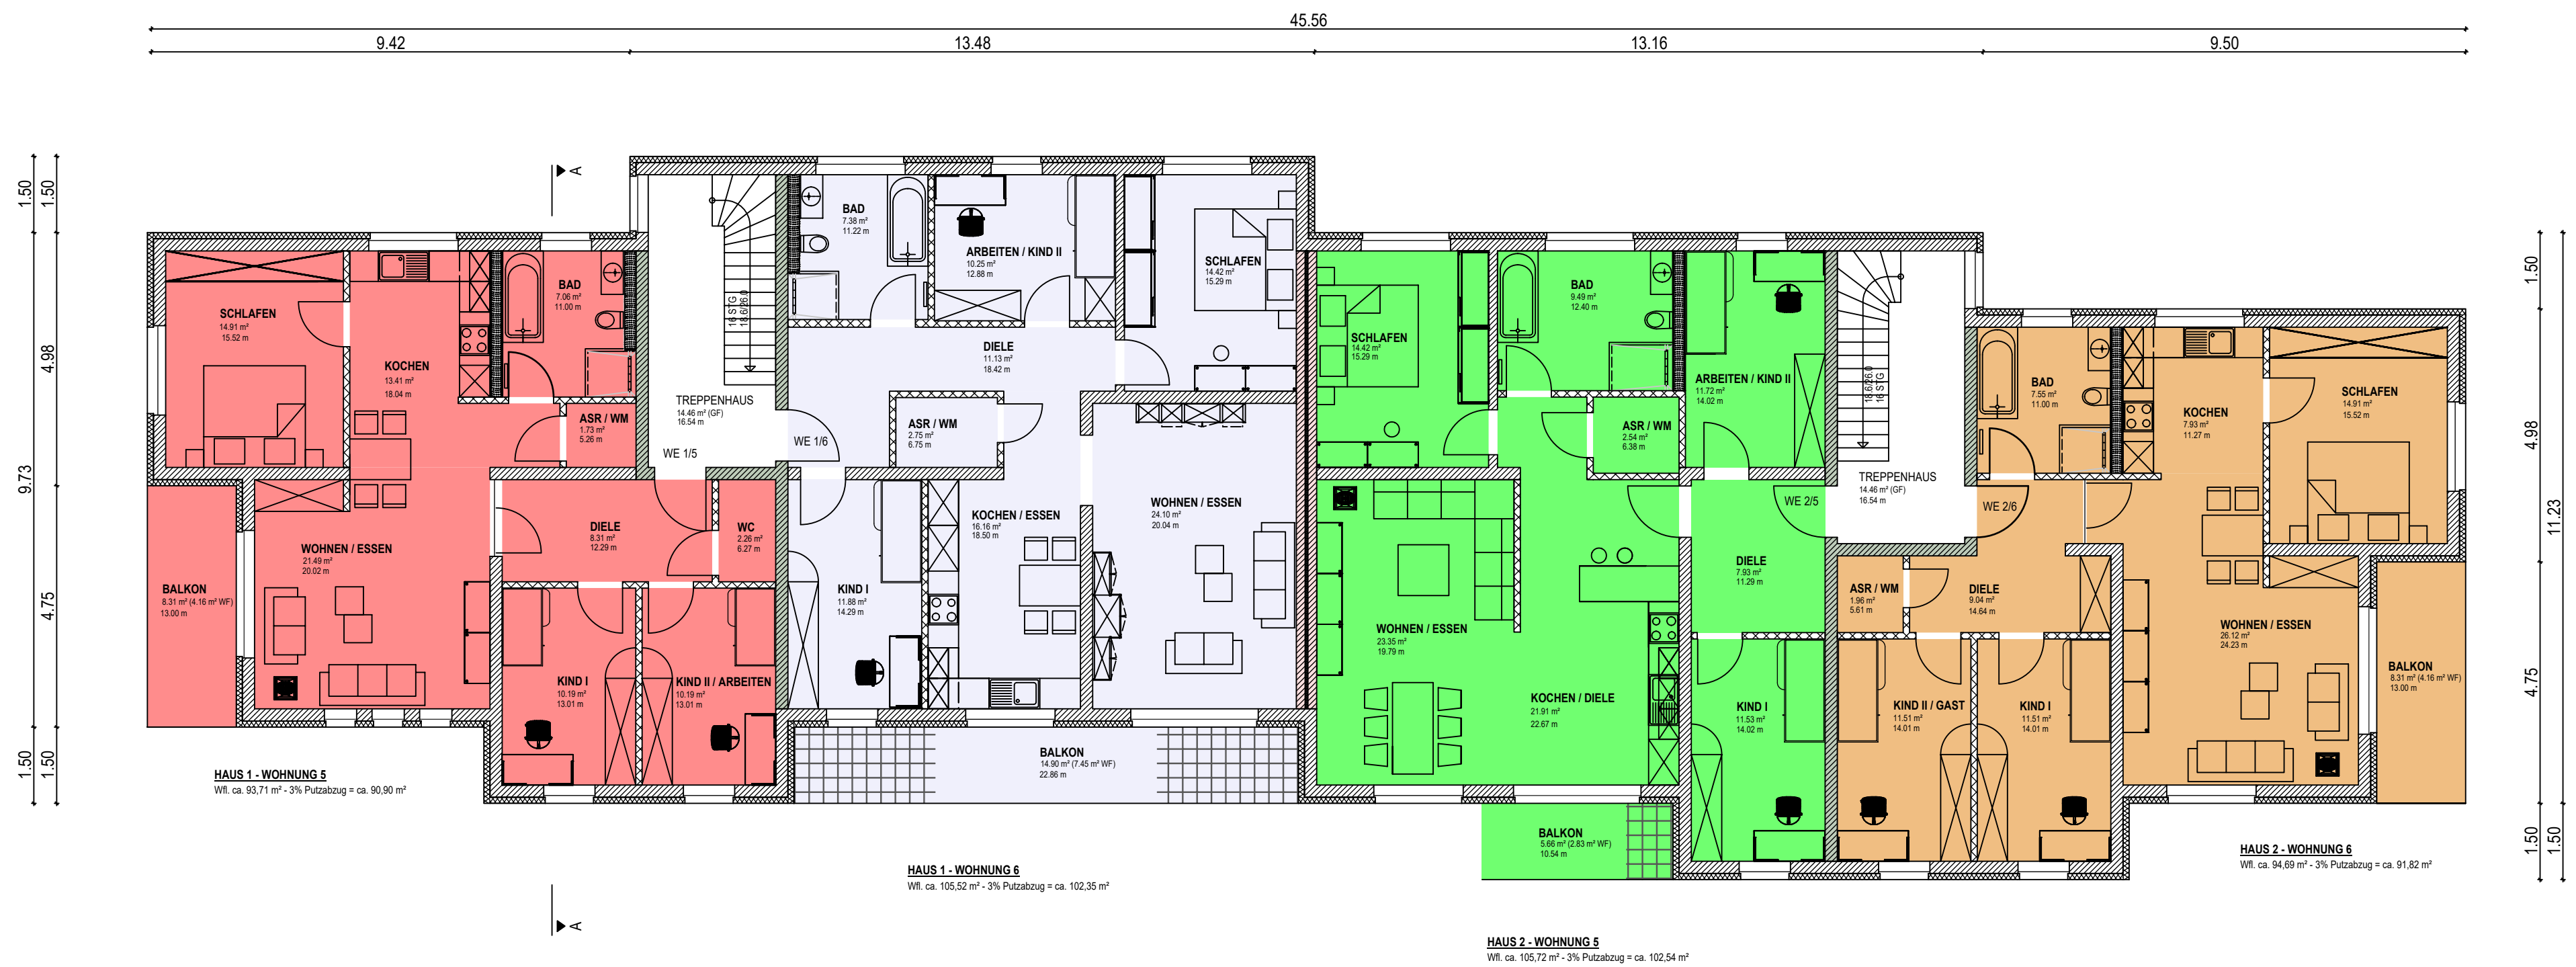 45.56
9.42
13.48
13.16
9.50
1.50
1.50
4.98
9.73
4.75
1.50
1.50
A
A
SCHLAFEN
14.91 m²
15.52 m
KOCHEN
13.41 m²
18.04 m
BAD
7.06 m²
11.00 m
ASR / WM
1.73 m²
5.26 m
WOHNEN / ESSEN
21.49 m²
20.02 m
BALKON
8.31 m² (4.16 m² WF)
13.00 m
DIELE
8.31 m²
12.29 m
WC
2.26 m²
6.27 m
KIND I
10.19 m²
13.01 m
KIND II / ARBEITEN
10.19 m²
13.01 m
HAUS 1 - WOHNUNG 5
Wfl. ca. 93,71 m² - 3% Putzabzug = ca. 90,90 m²
16 STG
18.6/26.0
TREPPENHAUS
14.46 m² (GF)
16.54 m
WE 1/5
WE 1/6
BAD
7.38 m²
11.22 m
ARBEITEN / KIND II
10.25 m²
12.88 m
SCHLAFEN
14.42 m²
15.29 m
DIELE
11.13 m²
18.42 m
ASR / WM
2.75 m²
6.75 m
KOCHEN / ESSEN
16.16 m²
18.50 m
WOHNEN / ESSEN
24.10 m²
20.04 m
KIND I
11.88 m²
14.29 m
BALKON
14.90 m² (7.45 m² WF)
22.86 m
HAUS 1 - WOHNUNG 6
Wfl. ca. 105,52 m² - 3% Putzabzug = ca. 102,35 m²
SCHLAFEN
14.42 m²
15.29 m
BAD
9.49 m²
12.40 m
ARBEITEN / KIND II
11.72 m²
14.02 m
ASR / WM
2.54 m²
6.38 m
WE 2/5
DIELE
7.93 m²
11.29 m
WOHNEN / ESSEN
23.35 m²
19.79 m
KOCHEN / DIELE
21.91 m²
22.67 m
KIND I
11.53 m²
14.02 m
BALKON
5.66 m² (2.83 m² WF)
10.54 m
HAUS 2 - WOHNUNG 5
Wfl. ca. 105,72 m² - 3% Putzabzug = ca. 102,54 m²
18.6/26.0
16 STG
TREPPENHAUS
14.46 m² (GF)
16.54 m
WE 2/6
BAD
7.55 m²
11.00 m
KOCHEN
7.93 m²
11.27 m
SCHLAFEN
14.91 m²
15.52 m
ASR / WM
1.96 m²
5.61 m
DIELE
9.04 m²
14.64 m
WOHNEN / ESSEN
26.12 m²
24.23 m
BALKON
8.31 m² (4.16 m² WF)
13.00 m
KIND II / GAST
11.51 m²
14.01 m
KIND I
11.51 m²
14.01 m
HAUS 2 - WOHNUNG 6
Wfl. ca. 94,69 m² - 3% Putzabzug = ca. 91,82 m²
1.50
4.98
11.23
4.75
1.50
1.50